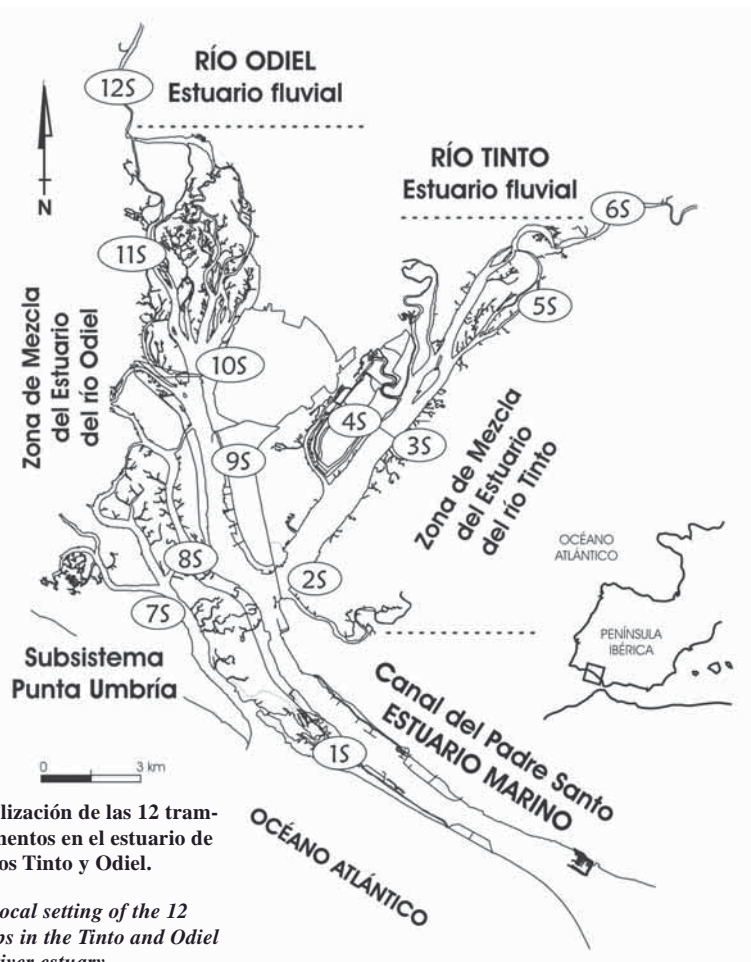 RÍO ODIEL
Estuario fluvial
12S
RÍO TINTO
Estuario fluvial
N
6S
11S
5S
Zona de Mezcla
del Estuario
del río Odiel
10S
4S
3S
9S
Zona de Mezcla
del Estuario
del río Tinto
OCÉANO
ATLÁNTICO
8S
2S
7S
PENÍNSULA
IBÉRICA
Subsistema
Punta Umbría
Canal del Padre Santo
ESTUARIO MARINO
1S
0 3 km
OCÉANO ATLÁNTICO
lización de las 12 tram-
nentos en el estuario de
os Tinto y Odiel.
ocal setting of the 12
ps in the Tinto and Odiel
iver estuary